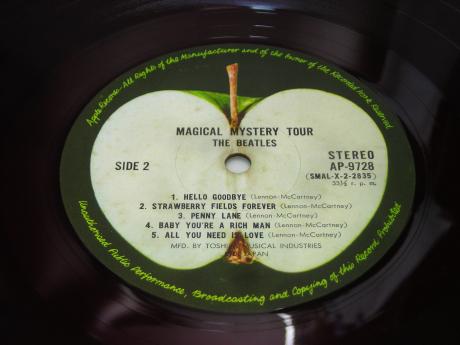 Apple Records-All Rights of the Manufacturer and of the Owner of the Recorded Work Reserved
MAGICAL MYSTERY TOUR
THE BEATLES
SIDE 2
STEREO
AP-9728
(SMAL-X-2-2835)
33⅓ r. p. m.
1. HELLO GOODBYE (Lennon-McCartney)
2. STRAWBERRY FIELDS FOREVER (Lennon-McCartney)
3. PENNY LANE (Lennon-McCartney)
4. BABY YOU'RE A RICH MAN (Lennon-McCartney)
5. ALL YOU NEED IS LOVE (Lennon-McCartney)
MFD. BY TOSHIBA MUSICAL INDUSTRIES
JAPAN
Unauthorised Public Performance, Broadcasting and Copying of this Record Prohibited